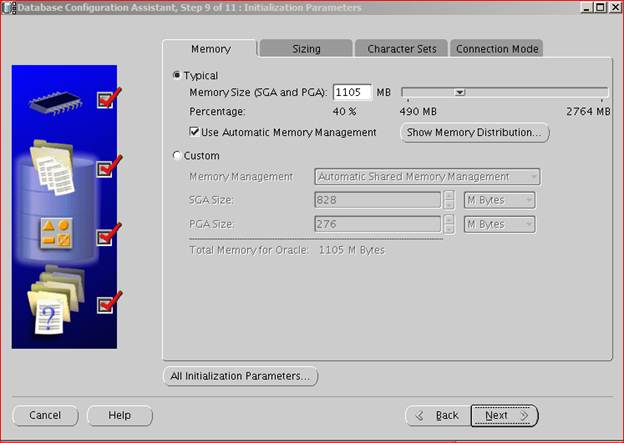 Database Configuration Assistant, Step 9 of 11 : Initialization Parameters
Memory Sizing Character Sets Connection Mode
Typical
Memory Size (SGA and PGA): 1105 MB
Percentage: 40 % 490 MB 2764 MB
Use Automatic Memory Management Show Memory Distribution...
Custom
Memory Management Automatic Shared Memory Management
SGA Size: 828 M Bytes
PGA Size: 276 M Bytes
Total Memory for Oracle: 1105 M Bytes
?
All Initialization Parameters...
Cancel Help Back Next